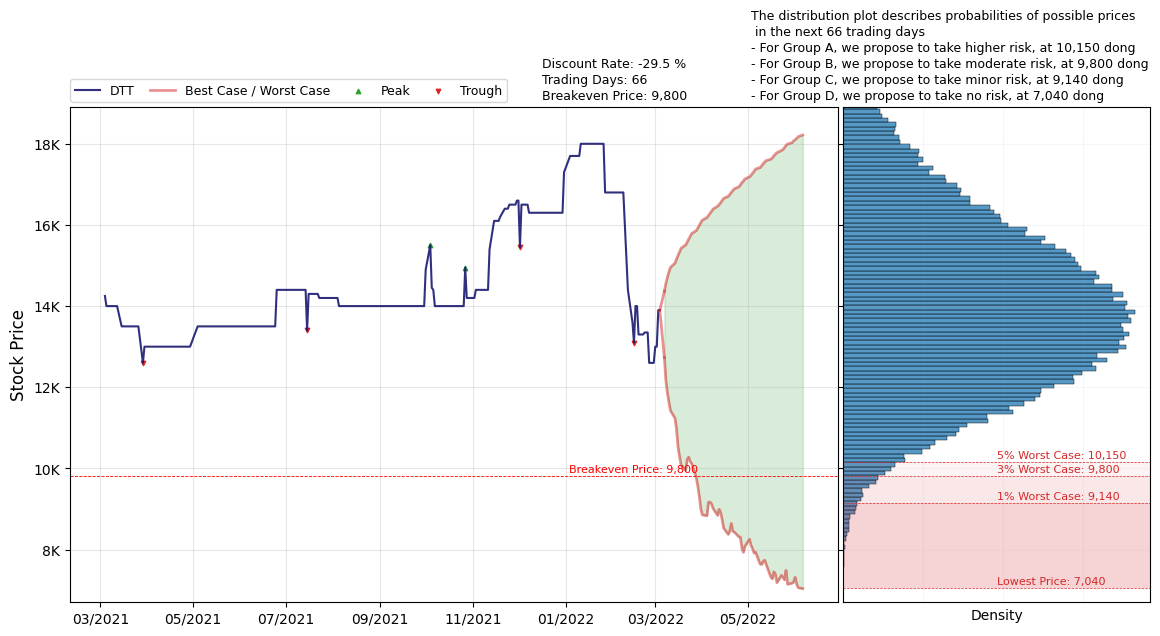 The distribution plot describes probabilities of possible prices
in the next 66 trading days
- For Group A, we propose to take higher risk, at 10,150 dong
- For Group B, we propose to take moderate risk, at 9,800 dong
- For Group C, we propose to take minor risk, at 9,140 dong
- For Group D, we propose to take no risk, at 7,040 dong
Discount Rate: -29.5 %
Trading Days: 66
Breakeven Price: 9,800
DTT
Best Case / Worst Case
Peak
Trough
Stock Price
18K
16K
14K
12K
10K
8K
Breakeven Price: 9,800
5% Worst Case: 10,150
3% Worst Case: 9,800
1% Worst Case: 9,140
Lowest Price: 7,040
03/2021
05/2021
07/2021
09/2021
11/2021
01/2022
03/2022
05/2022
Density